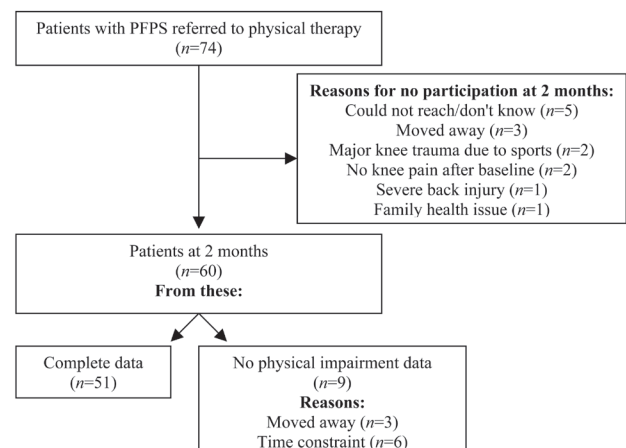 Patients with PFPS referred to physical therapy
(n=74)
Reasons for no participation at 2 months:
Could not reach/don't know (n=5)
Moved away (n=3)
Major knee trauma due to sports (n=2)
No knee pain after baseline (n=2)
Severe back injury (n=1)
Family health issue (n=1)
Patients at 2 months
(n=60)
From these:
Complete data
(n=51)
No physical impairment data
(n=9)
Reasons:
Moved away (n=3)
Time constraint (n=6)